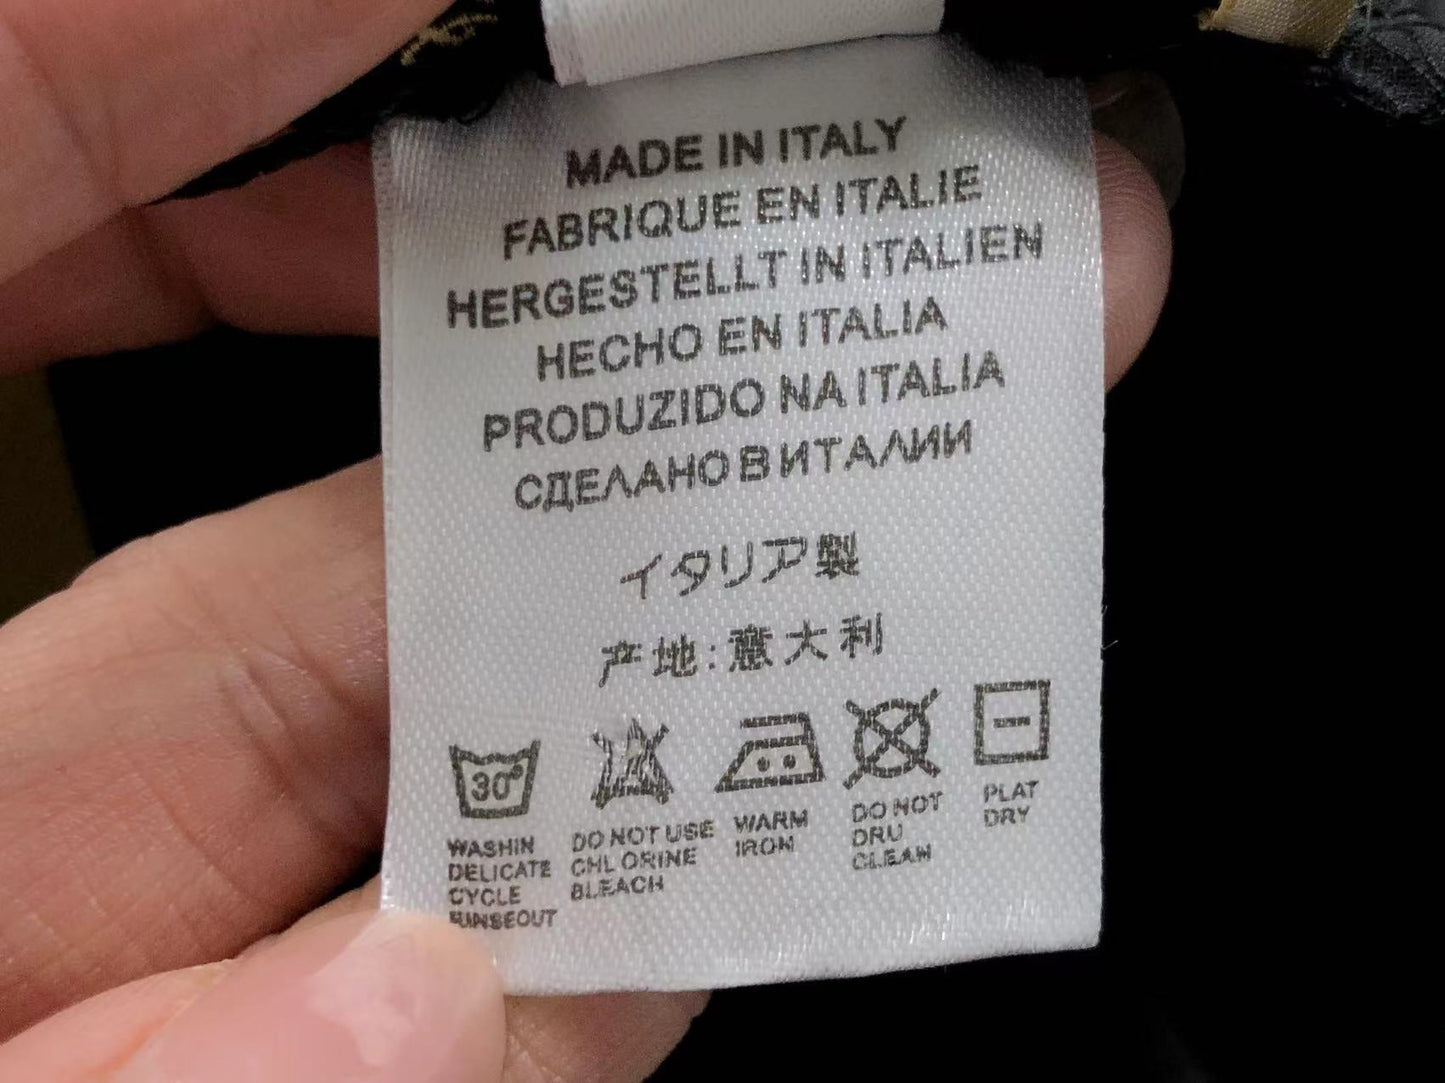 MADE IN ITALY
FABRIQUE EN ITALIE
HERGESTELLT IN ITALIEN
HECHO EN ITALIA
PRODUZIDO NA ITALIA
СДЕЛАНО В ИТАЛИИ
イタリア製
产地:意大利
30°
WASHIN
DELICATE
CYCLE
DO NOT USE
CHLORINE
BLEACH
WARM
IRON
DO NOT
DRU
CLEAN
PLAT
DRY